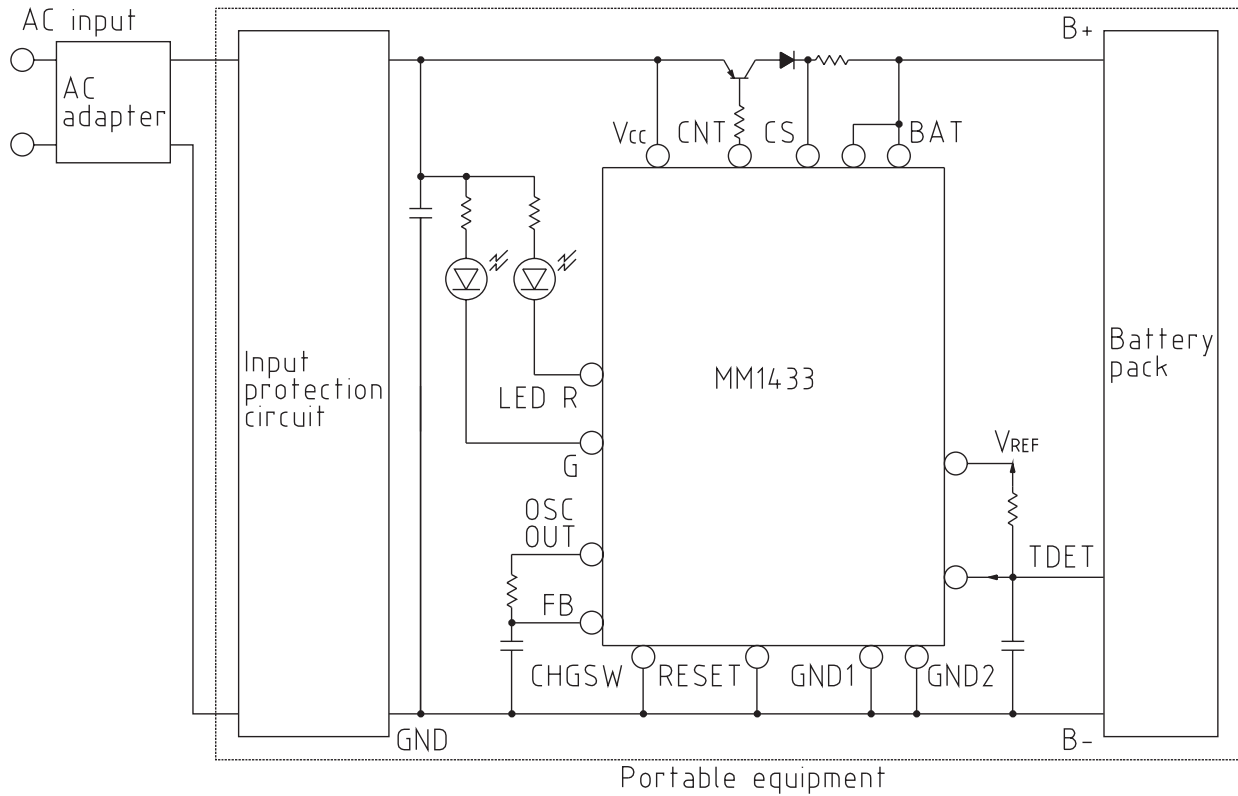 AC input
B+
AC
adapter
Vcc CNT CS BAT
Input
protection
circuit
MM1433
Battery
pack
LED R
VREF
G
OSC
OUT
TDET
FB
CHGSW RESET GND1 GND2
GND
B-
Portable equipment